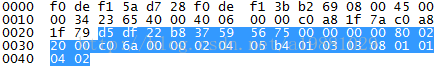 0000 f0 de f1 5a d7 28 f0 de f1 3b b2 69 08 00 45 00
0010 00 34 23 65 40 00 40 06 00 00 c0 a8 1f 7a c0 a8
0020 1f 79 d5 df 22 b8 37 59 56 75 00 00 00 00 80 02
0030 20 00 c0 6a 00 00 02 04 05 b4 01 03 03 08 01 01
0040 04 02